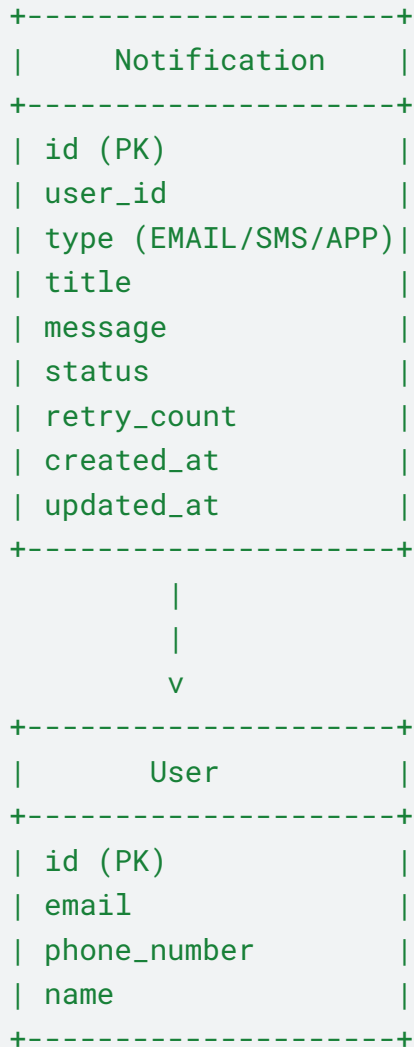 +---------------------+
|     Notification    |
+---------------------+
| id (PK)             |
| user_id             |
| type (EMAIL/SMS/APP)|
| title               |
| message             |
| status              |
| retry_count         |
| created_at          |
| updated_at          |
+---------------------+
         |
         |
         v
+---------------------+
|       User          |
+---------------------+
| id (PK)             |
| email               |
| phone_number        |
| name                |
+---------------------+